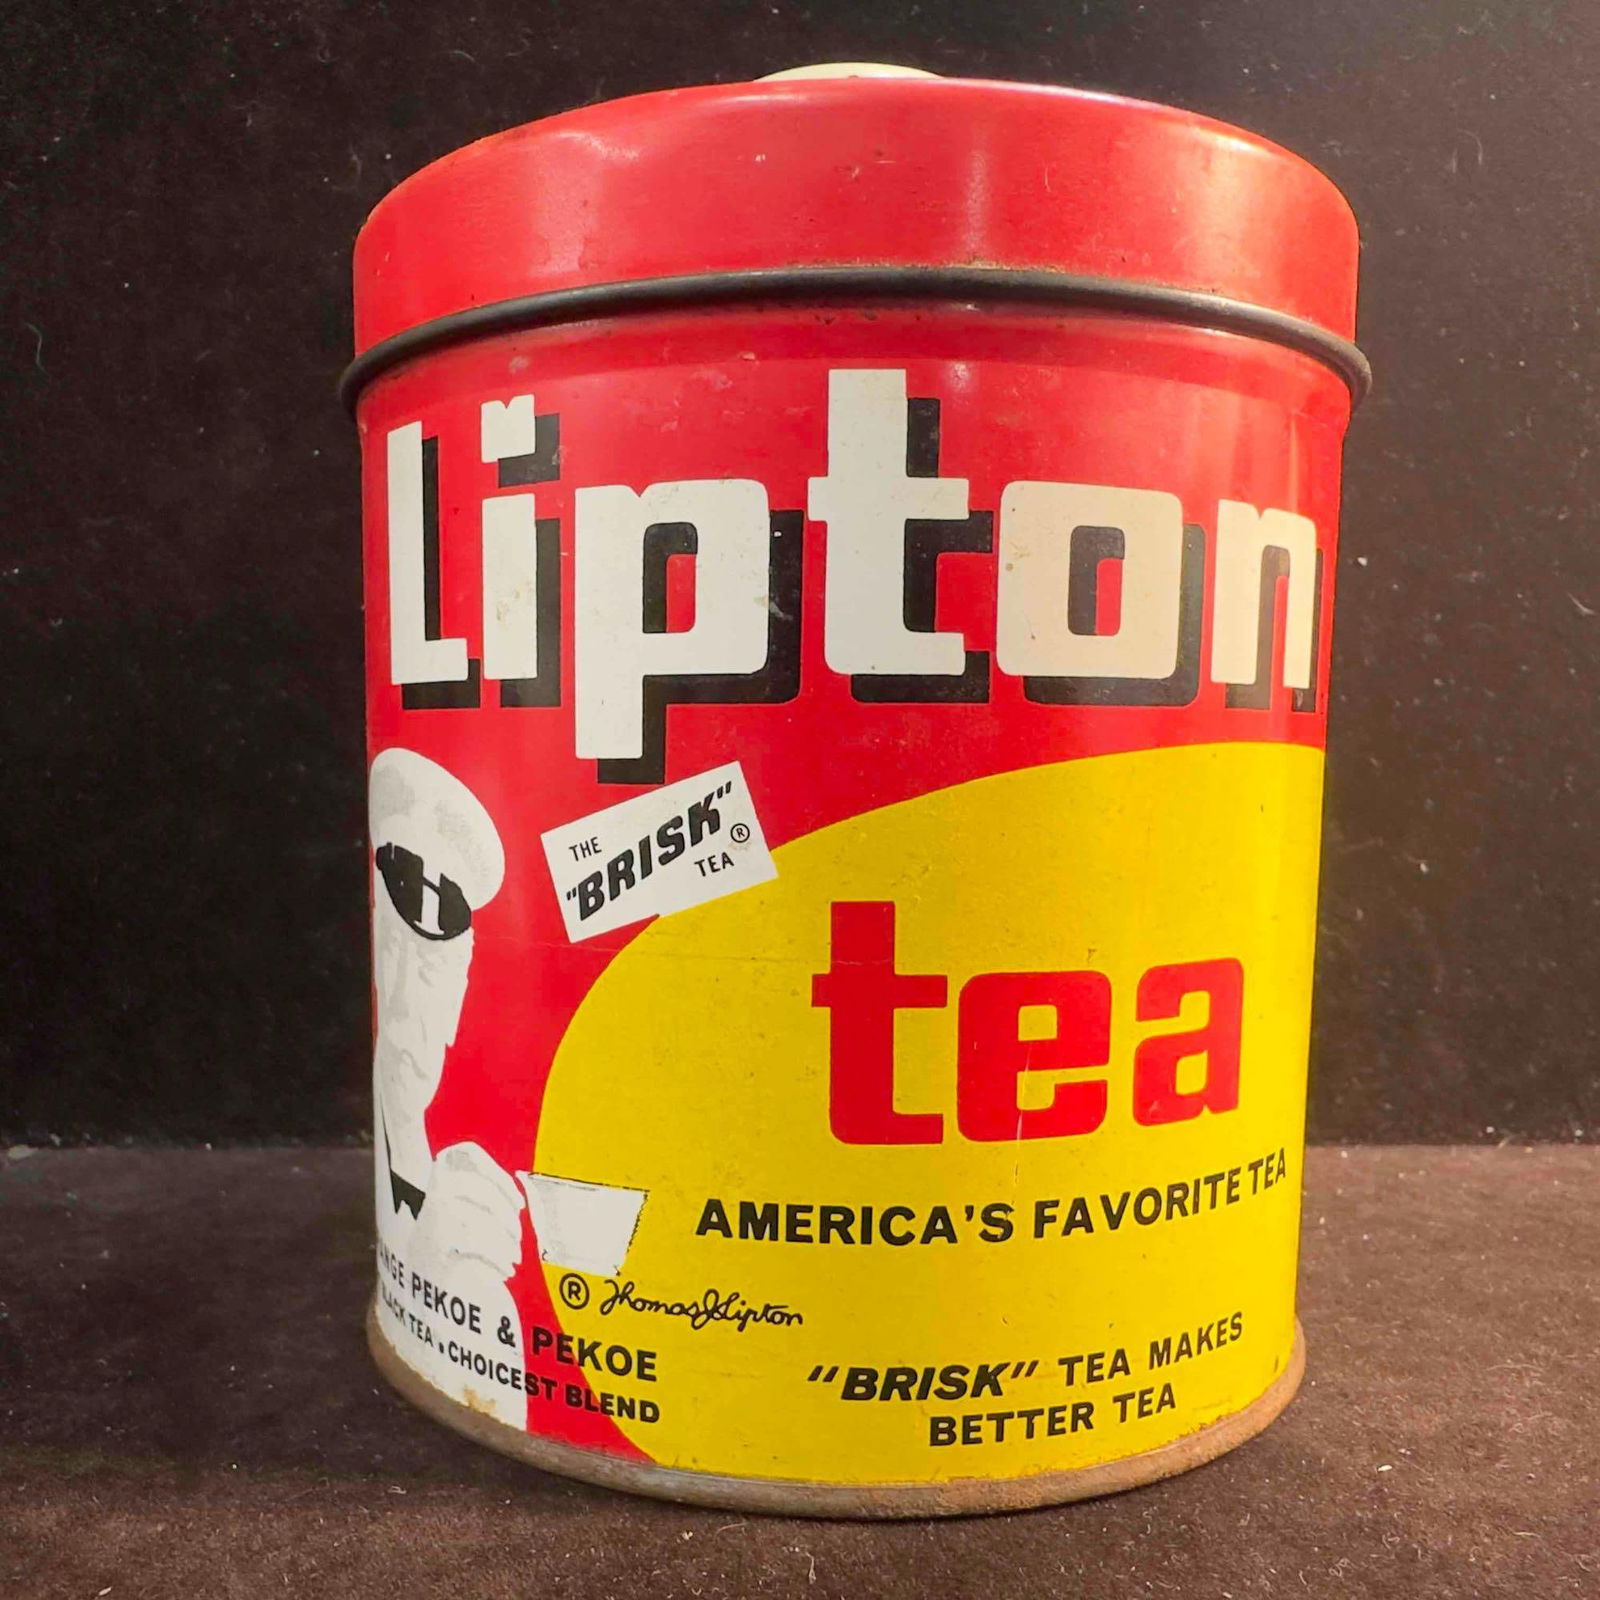 Lipton
THE
"BRISK"®
TEA
tea
AMERICA'S FAVORITE TEA
® Thomas J Lipton
PEKOE & PEKOE
TEA • CHOICEST BLEND
"BRISK" TEA MAKES
BETTER TEA